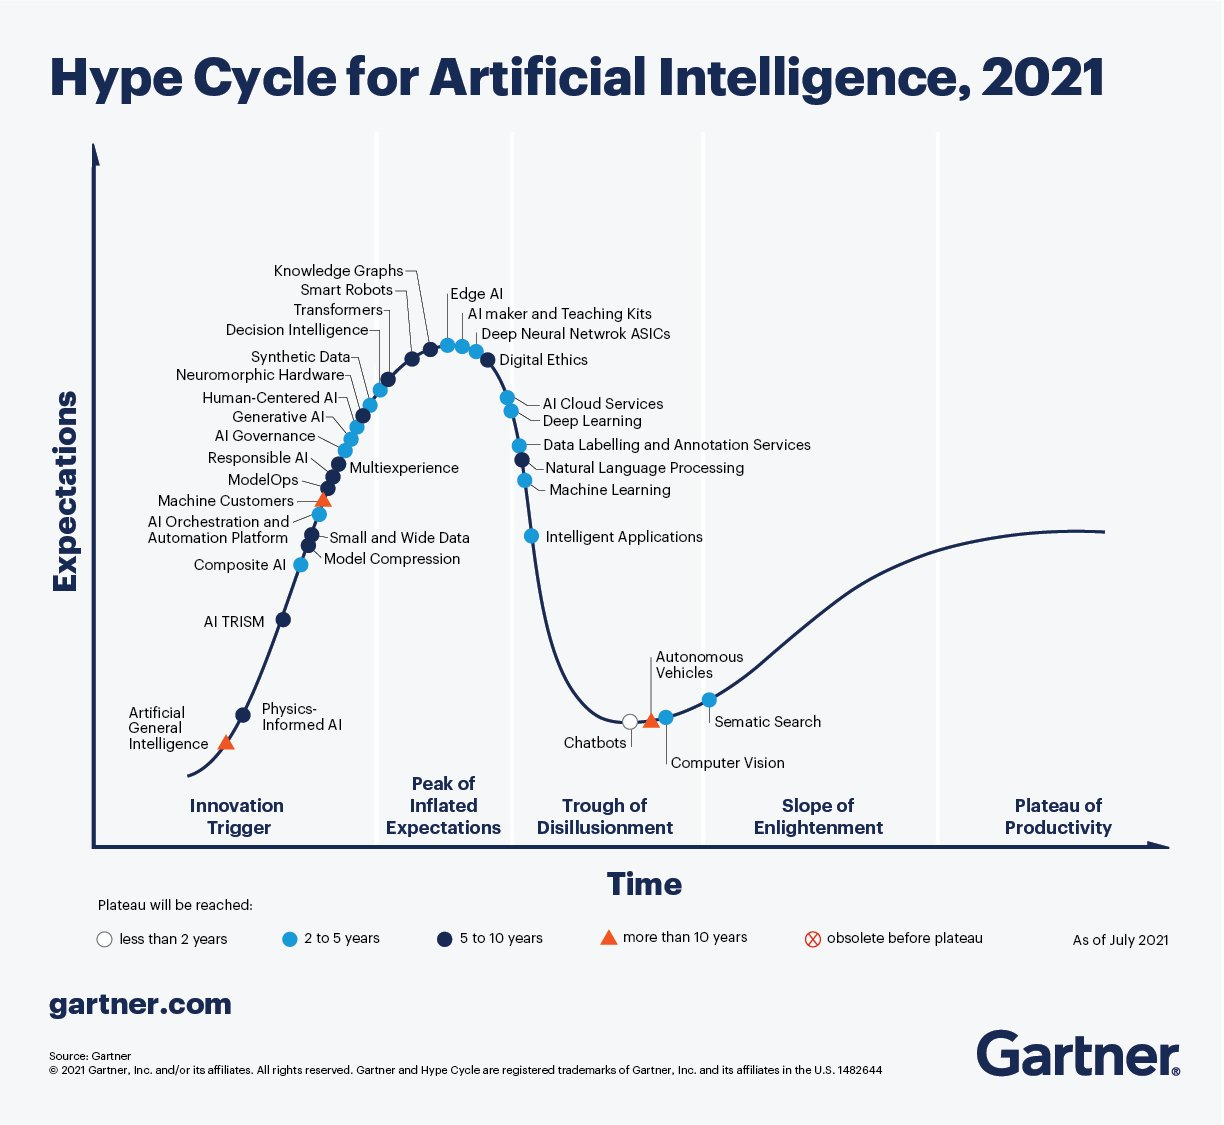 Hype Cycle for Artificial Intelligence, 2021
Expectations
Knowledge Graphs
Smart Robots
Transformers
Decision Intelligence
Synthetic Data
Neuromorphic Hardware
Human-Centered AI
Generative AI
AI Governance
Responsible AI
Multiexperience
ModelOps
Machine Customers
AI Orchestration and
Automation Platform
Small and Wide Data
Model Compression
Composite AI
AI TRISM
Physics-
Informed AI
Artificial
General
Intelligence
Edge AI
AI maker and Teaching Kits
Deep Neural Netwrok ASICs
Digital Ethics
AI Cloud Services
Deep Learning
Data Labelling and Annotation Services
Natural Language Processing
Machine Learning
Intelligent Applications
Autonomous
Vehicles
Chatbots
Sematic Search
Computer Vision
Innovation
Trigger
Peak of
Inflated
Expectations
Trough of
Disillusionment
Slope of
Enlightenment
Plateau of
Productivity
Time
Plateau will be reached:
less than 2 years
2 to 5 years
5 to 10 years
more than 10 years
obsolete before plateau
As of July 2021
gartner.com
Source: Gartner
© 2021 Gartner, Inc. and/or its affiliates. All rights reserved. Gartner and Hype Cycle are registered trademarks of Gartner, Inc. and its affiliates in the U.S. 1482644
Gartner®